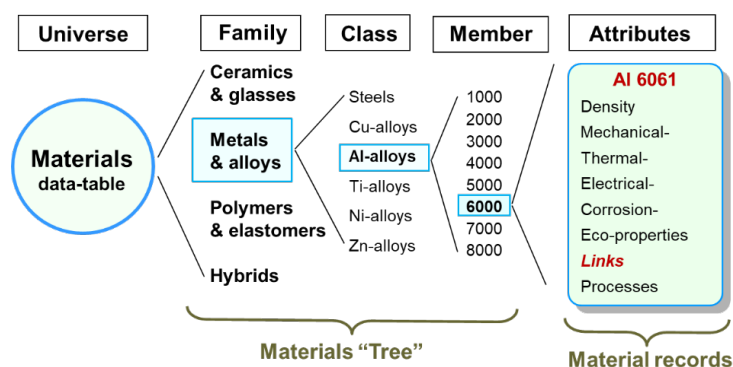 Universe
Family
Class
Member
Attributes
Materials
data-table
Ceramics
& glasses
Metals
& alloys
Polymers
& elastomers
Hybrids
Steels
Cu-alloys
Al-alloys
Ti-alloys
Ni-alloys
Zn-alloys
1000
2000
3000
4000
5000
6000
7000
8000
Al 6061
Density
Mechanical-
Thermal-
Electrical-
Corrosion-
Eco-properties
Links
Processes
Materials “Tree”
Material records